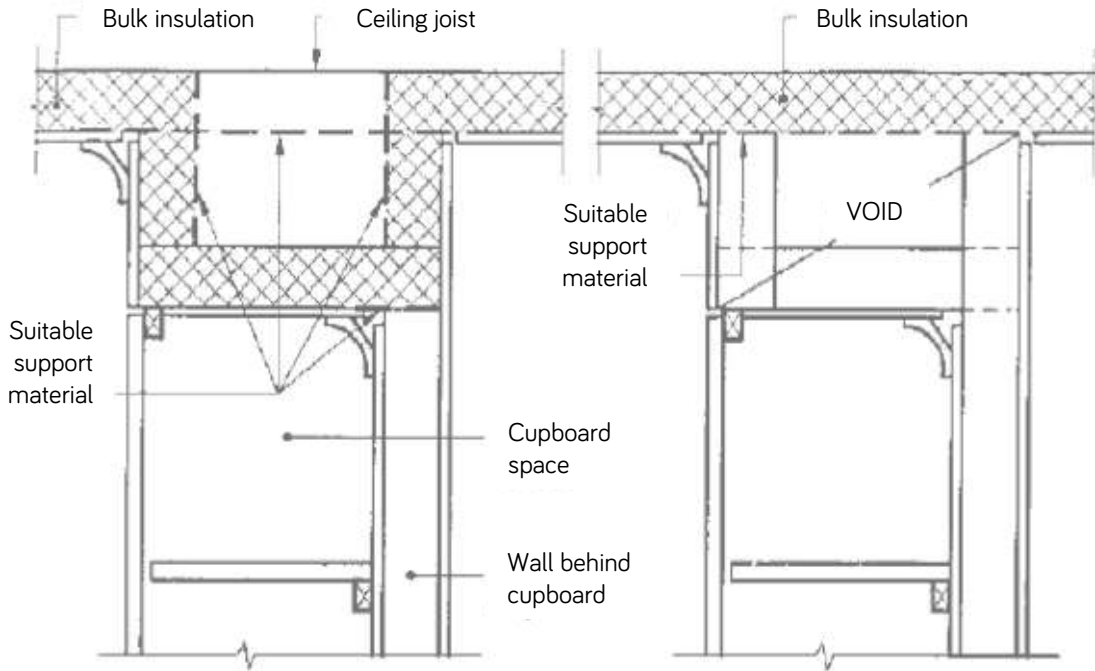 Bulk insulation
Ceiling joist
Bulk insulation
Suitable
support
material
VOID
Suitable
support
material
Cupboard
space
Wall behind
cupboard